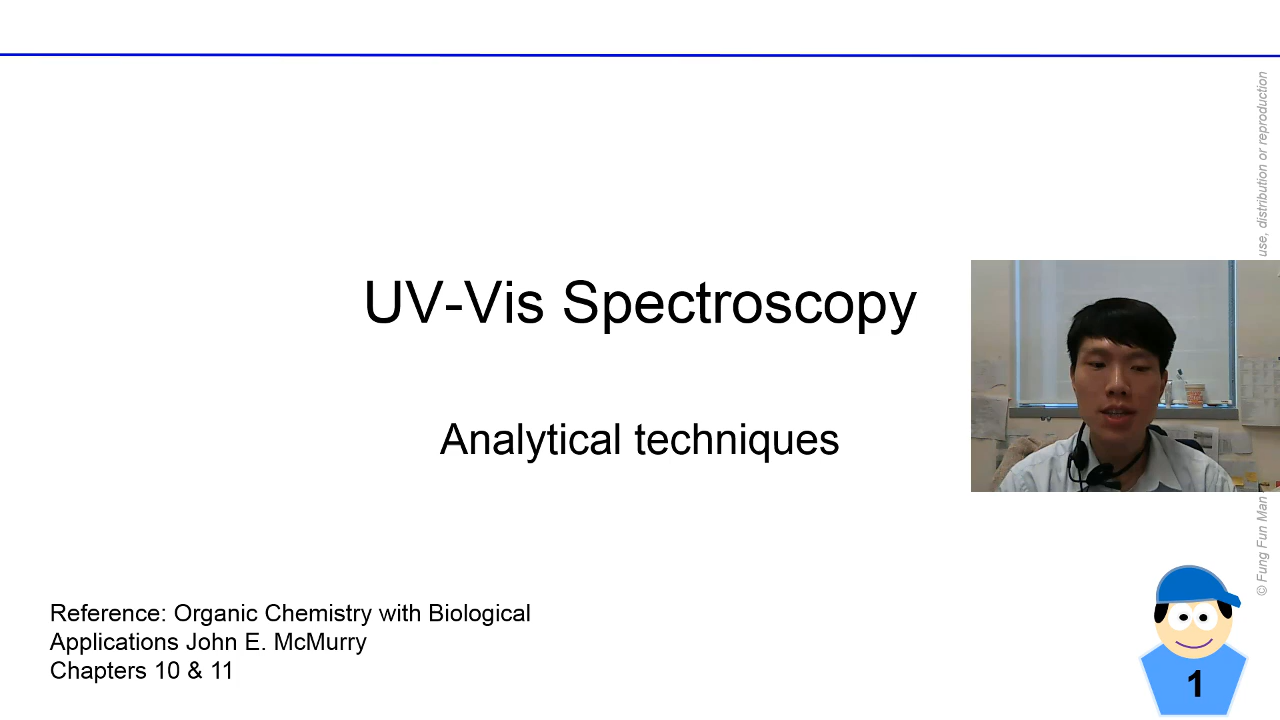 UV-Vis Spectroscopy
Analytical techniques
Reference: Organic Chemistry with Biological
Applications John E. McMurry
Chapters 10 & 11
1
© Fung Fun Man
use, distribution or reproduction